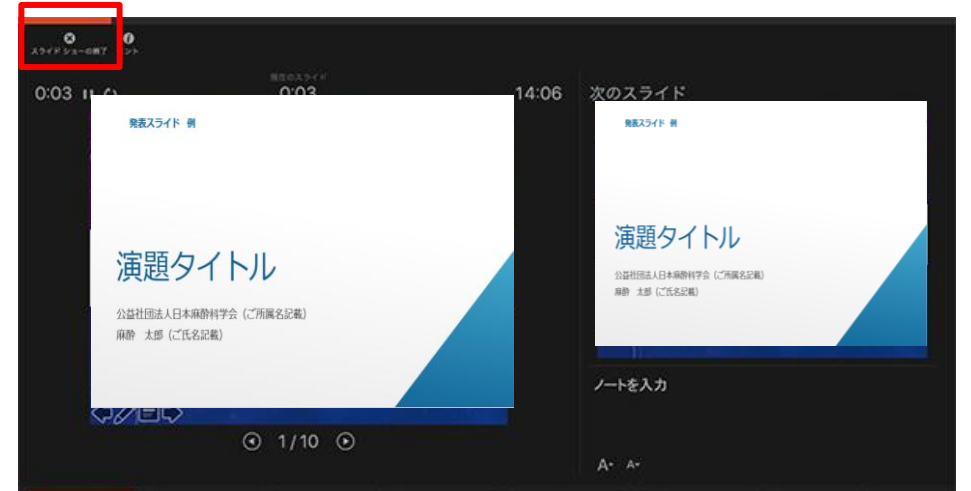 スライド ショーの終了
ント
現在のスライド
0:03
0:03
14:06
次のスライド
発表スライド 例
演題タイトル
公益社団法人日本麻酔科学会（ご所属名記載）
麻酔　太郎（ご氏名記載）
1/10
発表スライド 例
演題タイトル
公益社団法人日本麻酔科学会（ご所属名記載）
麻酔　太郎（ご氏名記載）
ノートを入力
A A